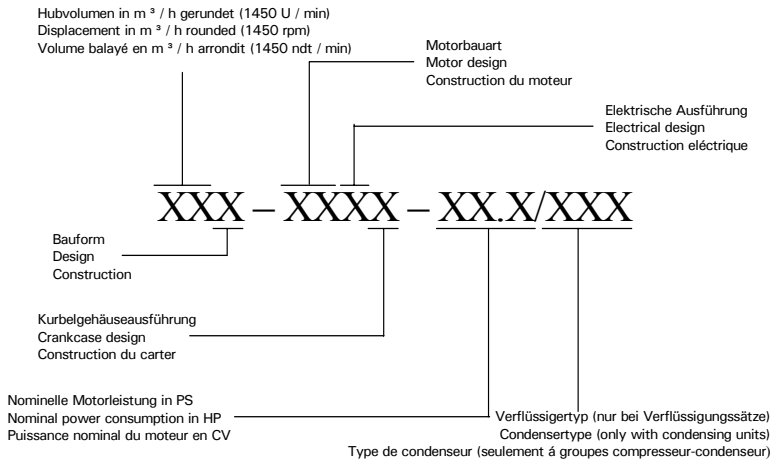 Hubvolumen in m ³ / h gerundet (1450 U / min)
Displacement in m ³ / h rounded (1450 rpm)
Volume balayé en m ³ / h arrondit (1450 ndt / min)
Motorbauart
Motor design
Construction du moteur
Elektrische Ausführung
Electrical design
Construction eléctrique
XXX – XXXX – XX.X/XXX
Bauform
Design
Construction
Kurbelgehäuseausführung
Crankcase design
Construction du carter
Nominelle Motorleistung in PS
Nominal power consumption in HP
Puissance nominal du moteur en CV
Verflüssigertyp (nur bei Verflüssigungssätze)
Condensertype (only with condensing units)
Type de condenseur (seulement á groupes compresseur-condenseur)